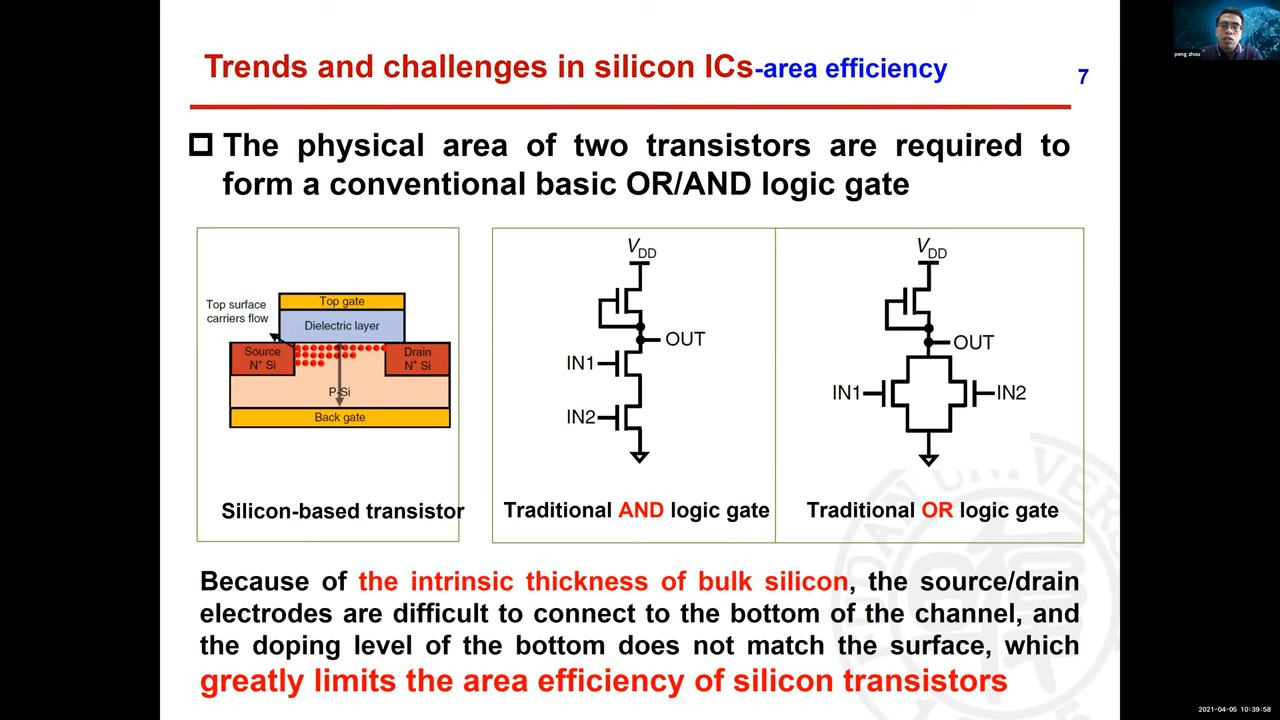 Trends and challenges in silicon ICs-area efficiency
7
peng zhou
The physical area of two transistors are required to
form a conventional basic OR/AND logic gate
Top surface
carriers flow
Top gate
Dielectric layer
Source
N+ Si
Drain
N+ Si
P-Si
Back gate
Silicon-based transistor
VDD
OUT
IN1
IN2
Traditional AND logic gate
VDD
OUT
IN1
IN2
Traditional OR logic gate
Because of the intrinsic thickness of bulk silicon, the source/drain
electrodes are difficult to connect to the bottom of the channel, and
the doping level of the bottom does not match the surface, which
greatly limits the area efficiency of silicon transistors
2021-04-05 10:39:58